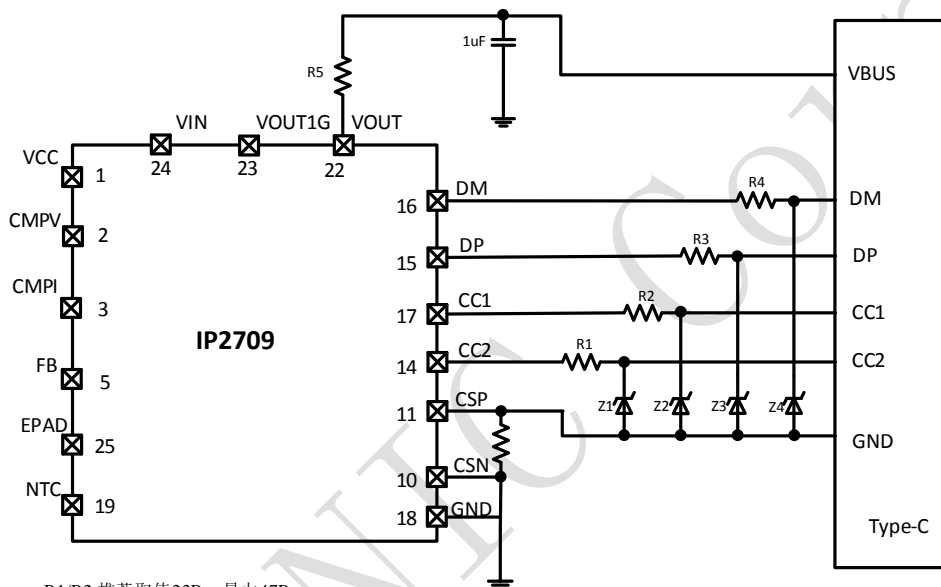 1uF
R5
VBUS
VIN
VOUT1G
VOUT
VCC
24
23
22
1
DM
R4
DM
16
CMPV
2
DP
R3
DP
15
CMPI
3
CC1
R2
CC1
17
IP2709
CC2
R1
CC2
14
FB
5
CSP
Z1
Z2
Z3
Z4
11
GND
EPAD
25
CSN
10
NTC
19
GND
18
Type-C